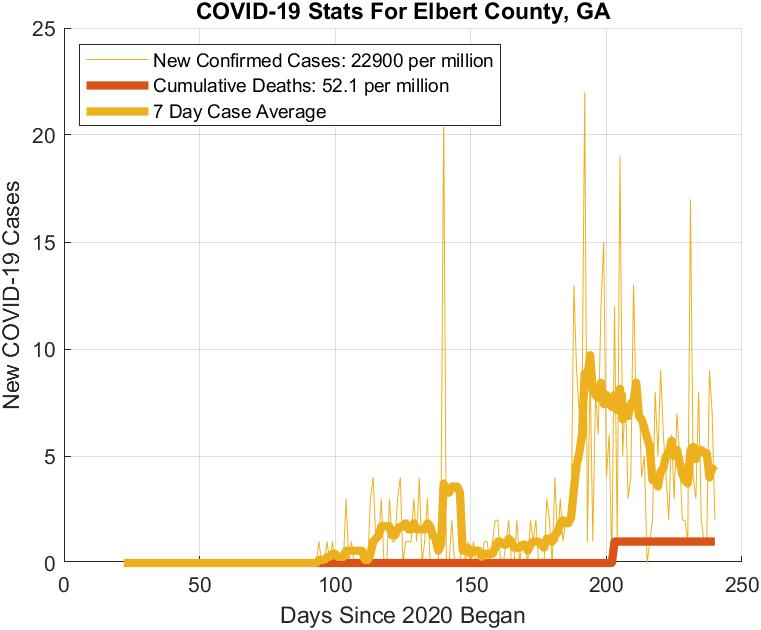 COVID-19 Stats For Elbert County, GA
25
New Confirmed Cases: 22900 per million
Cumulative Deaths: 52.1 per million
7 Day Case Average
20
15
10
5
0
New COVID-19 Cases
0 50 100 150 200 250
Days Since 2020 Began